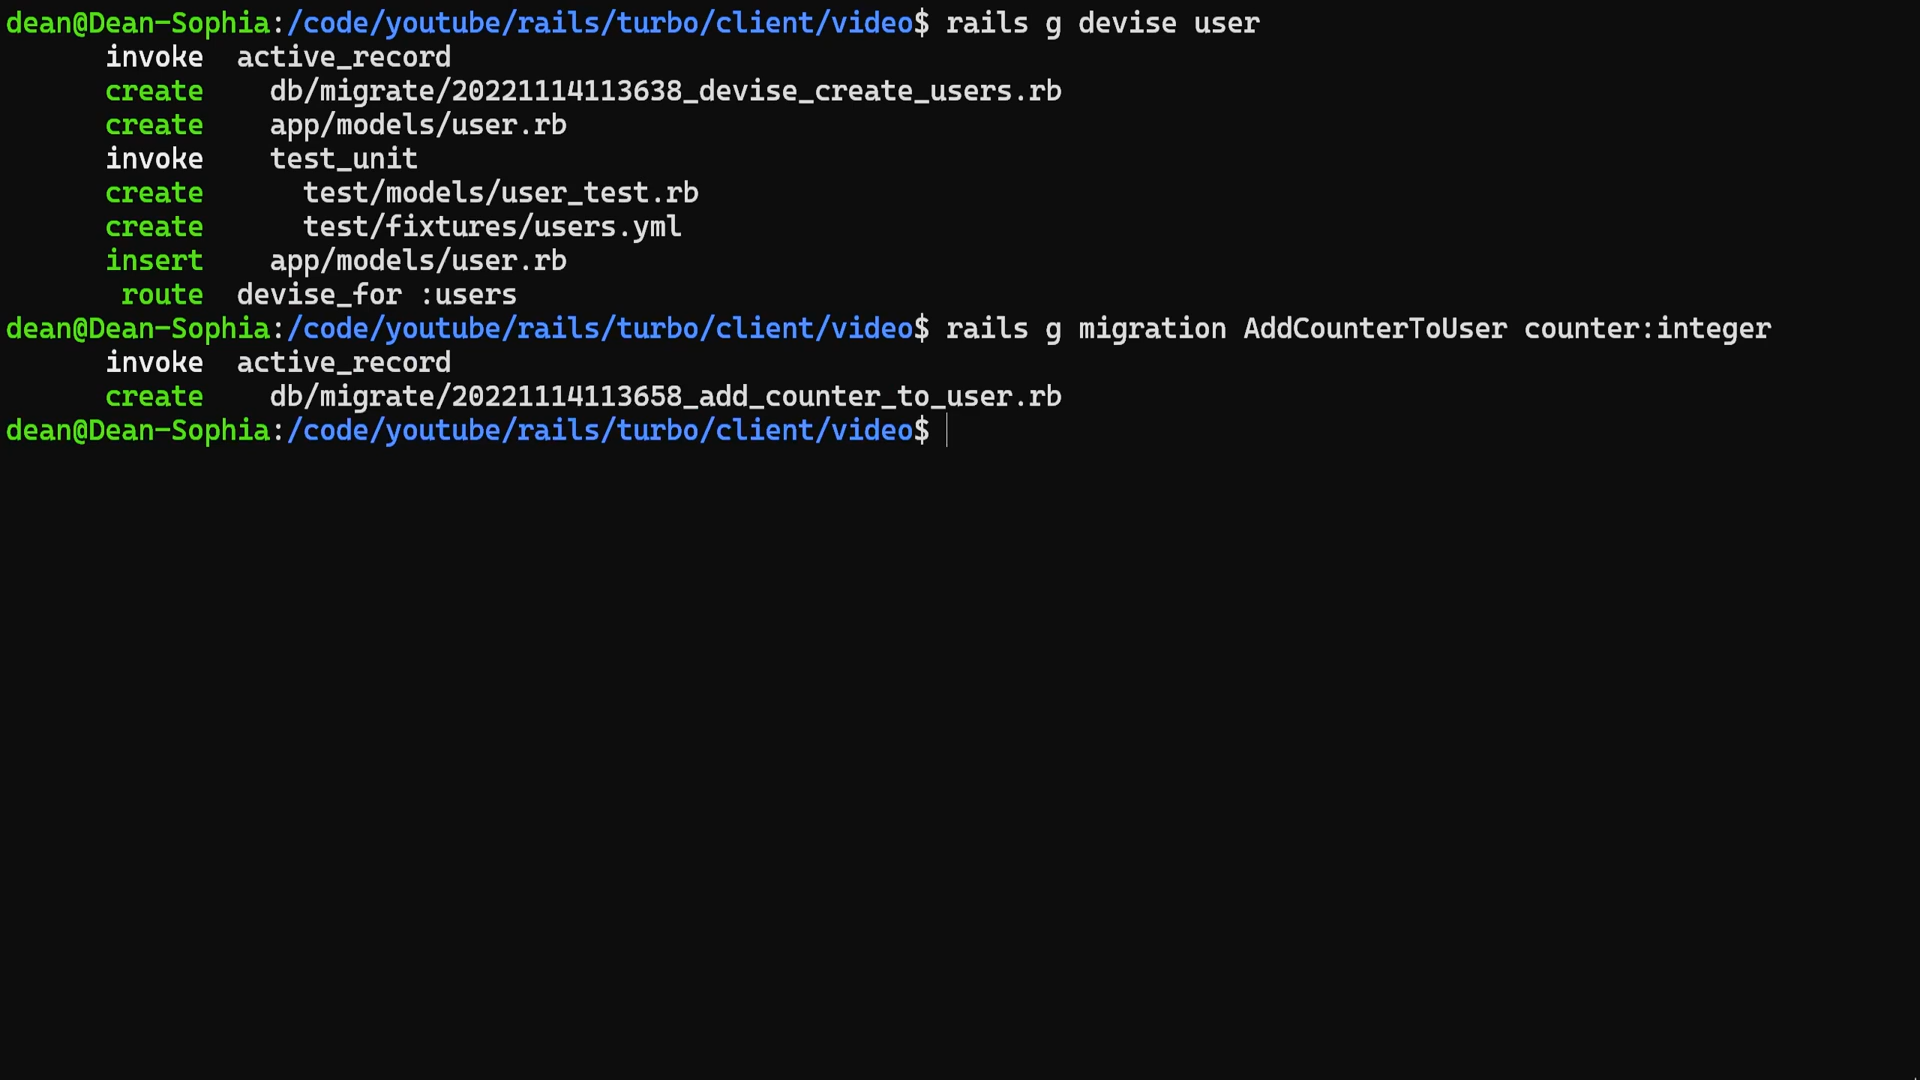 dean@Dean-Sophia:/code/youtube/rails/turbo/client/video$ rails g devise user
invoke  active_record
create    db/migrate/20221114113638_devise_create_users.rb
create    app/models/user.rb
invoke    test_unit
create      test/models/user_test.rb
create      test/fixtures/users.yml
insert    app/models/user.rb
route  devise_for :users
dean@Dean-Sophia:/code/youtube/rails/turbo/client/video$ rails g migration AddCounterToUser counter:integer
invoke  active_record
create    db/migrate/20221114113658_add_counter_to_user.rb
dean@Dean-Sophia:/code/youtube/rails/turbo/client/video$